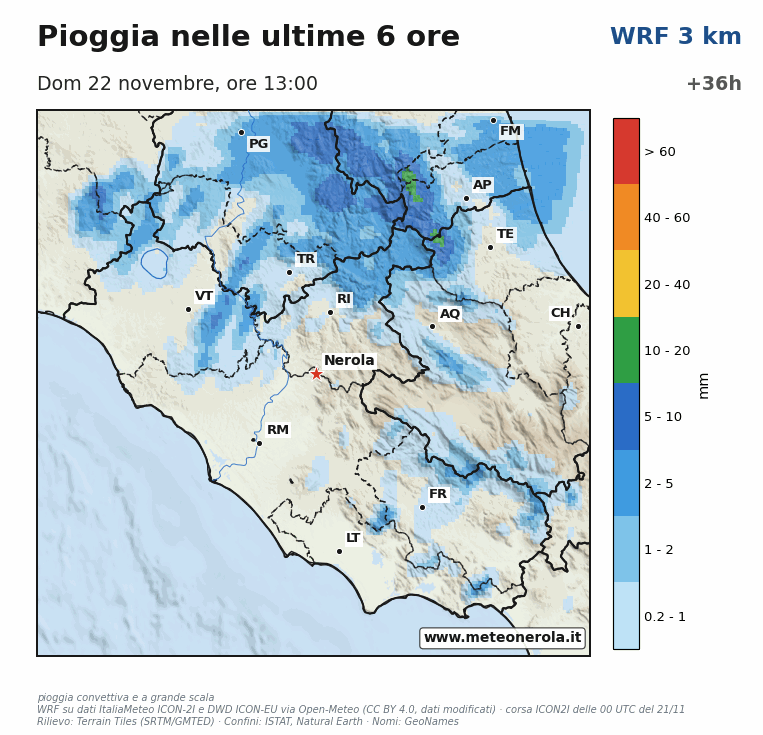 Pioggia nelle ultime 6 ore
WRF 3 km
Dom 22 novembre, ore 13:00
+36h
PG
FM
AP
TE
TR
VT
RI
AQ
CH
Nerola
RM
FR
LT
www.meteonerola.it
> 60
40 - 60
20 - 40
10 - 20
5 - 10
2 - 5
1 - 2
0.2 - 1
mm
pioggia convettiva e a grande scala
WRF su dati ItaliaMeteo ICON-2I e DWD ICON-EU via Open-Meteo (CC BY 4.0, dati modificati) · corsa ICON2I delle 00 UTC del 21/11
Rilievo: Terrain Tiles (SRTM/GMTED) · Confini: ISTAT, Natural Earth · Nomi: GeoNames